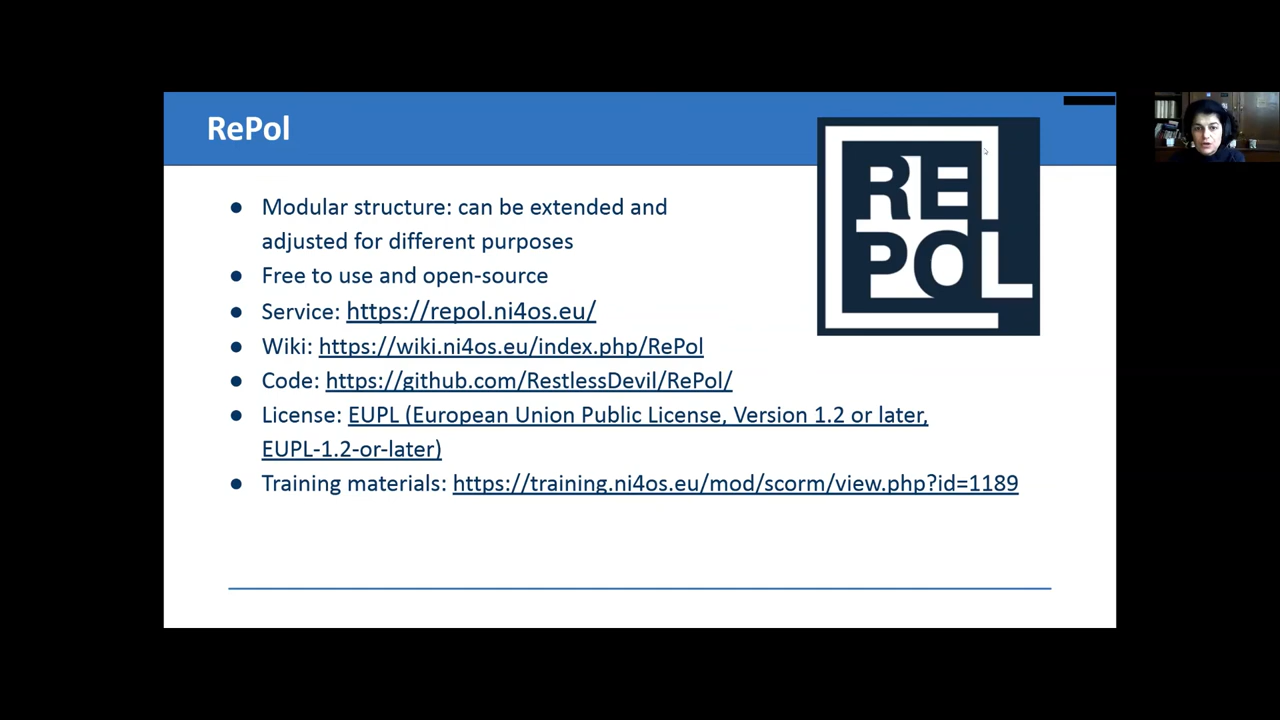 RePol
RE
POL
● Modular structure: can be extended and
adjusted for different purposes
● Free to use and open-source
● Service: https://repol.ni4os.eu/
● Wiki: https://wiki.ni4os.eu/index.php/RePol
● Code: https://github.com/RestlessDevil/RePol/
● License: EUPL (European Union Public License, Version 1.2 or later,
EUPL-1.2-or-later)
● Training materials: https://training.ni4os.eu/mod/scorm/view.php?id=1189